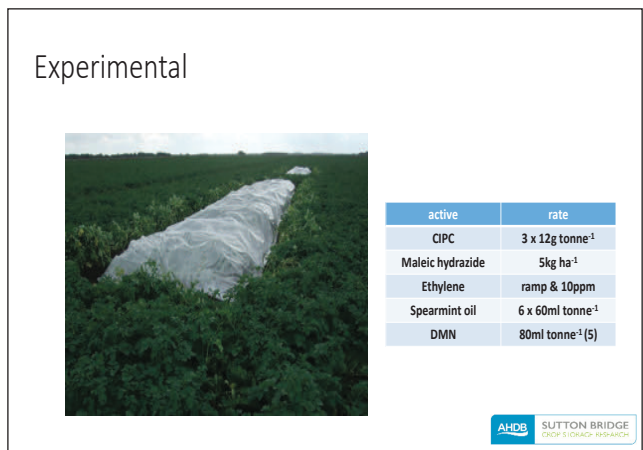 Experimental
active rate
CIPC 3 x 12g tonne⁻¹
Maleic hydrazide 5kg ha⁻¹
Ethylene ramp & 10ppm
Spearmint oil 6 x 60ml tonne⁻¹
DMN 80ml tonne⁻¹ (5)
AHDB SUTTON BRIDGE
CROP STORAGE RESEARCH